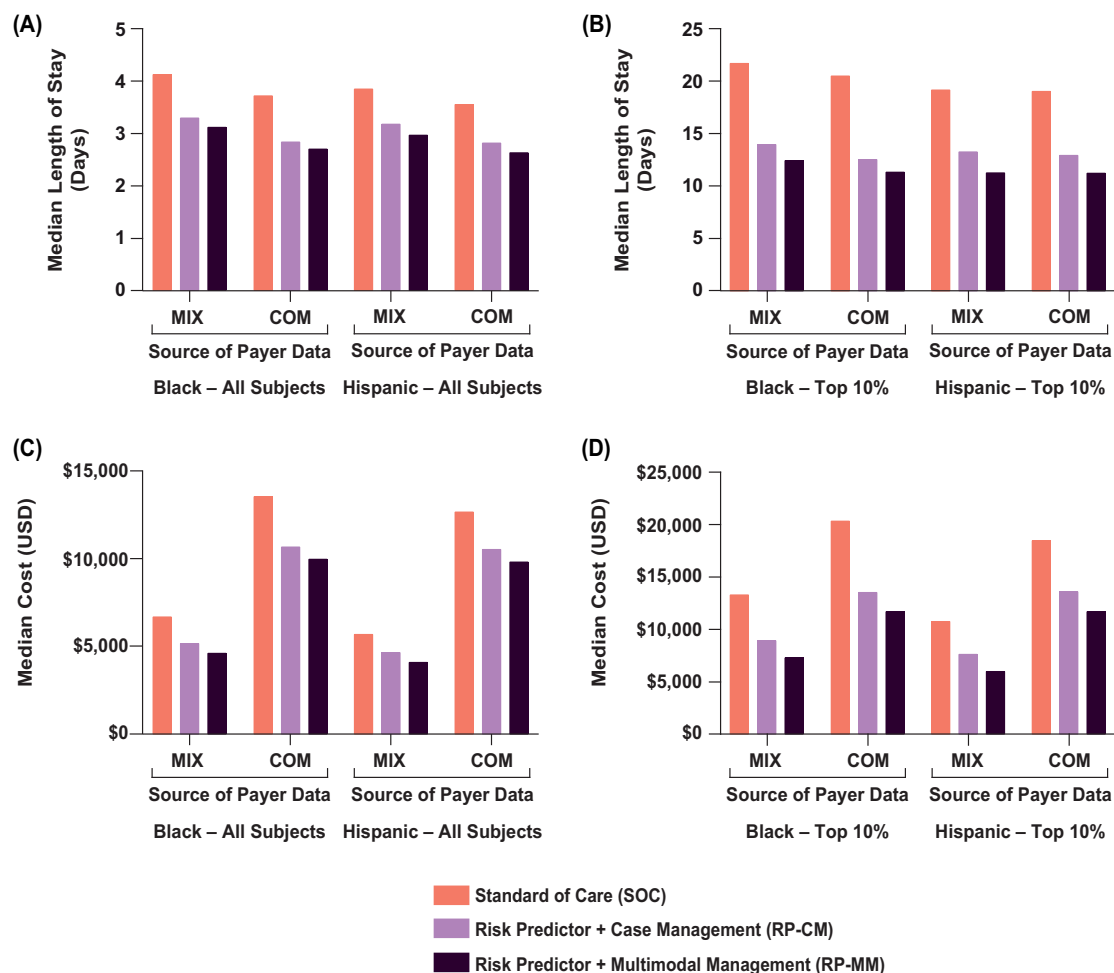 (A)
Median Length of Stay
(Days)
5
4
3
2
1
0
MIX COM MIX COM
Source of Payer Data Source of Payer Data
Black – All Subjects Hispanic – All Subjects
(B)
Median Length of Stay
(Days)
25
20
15
10
5
0
MIX COM MIX COM
Source of Payer Data Source of Payer Data
Black – Top 10% Hispanic – Top 10%
(C)
Median Cost (USD)
$15,000
$10,000
$5,000
$0
MIX COM MIX COM
Source of Payer Data Source of Payer Data
Black – All Subjects Hispanic – All Subjects
(D)
Median Cost (USD)
$25,000
$20,000
$15,000
$10,000
$5,000
$0
MIX COM MIX COM
Source of Payer Data Source of Payer Data
Black – Top 10% Hispanic – Top 10%
Standard of Care (SOC)
Risk Predictor + Case Management (RP-CM)
Risk Predictor + Multimodal Management (RP-MM)